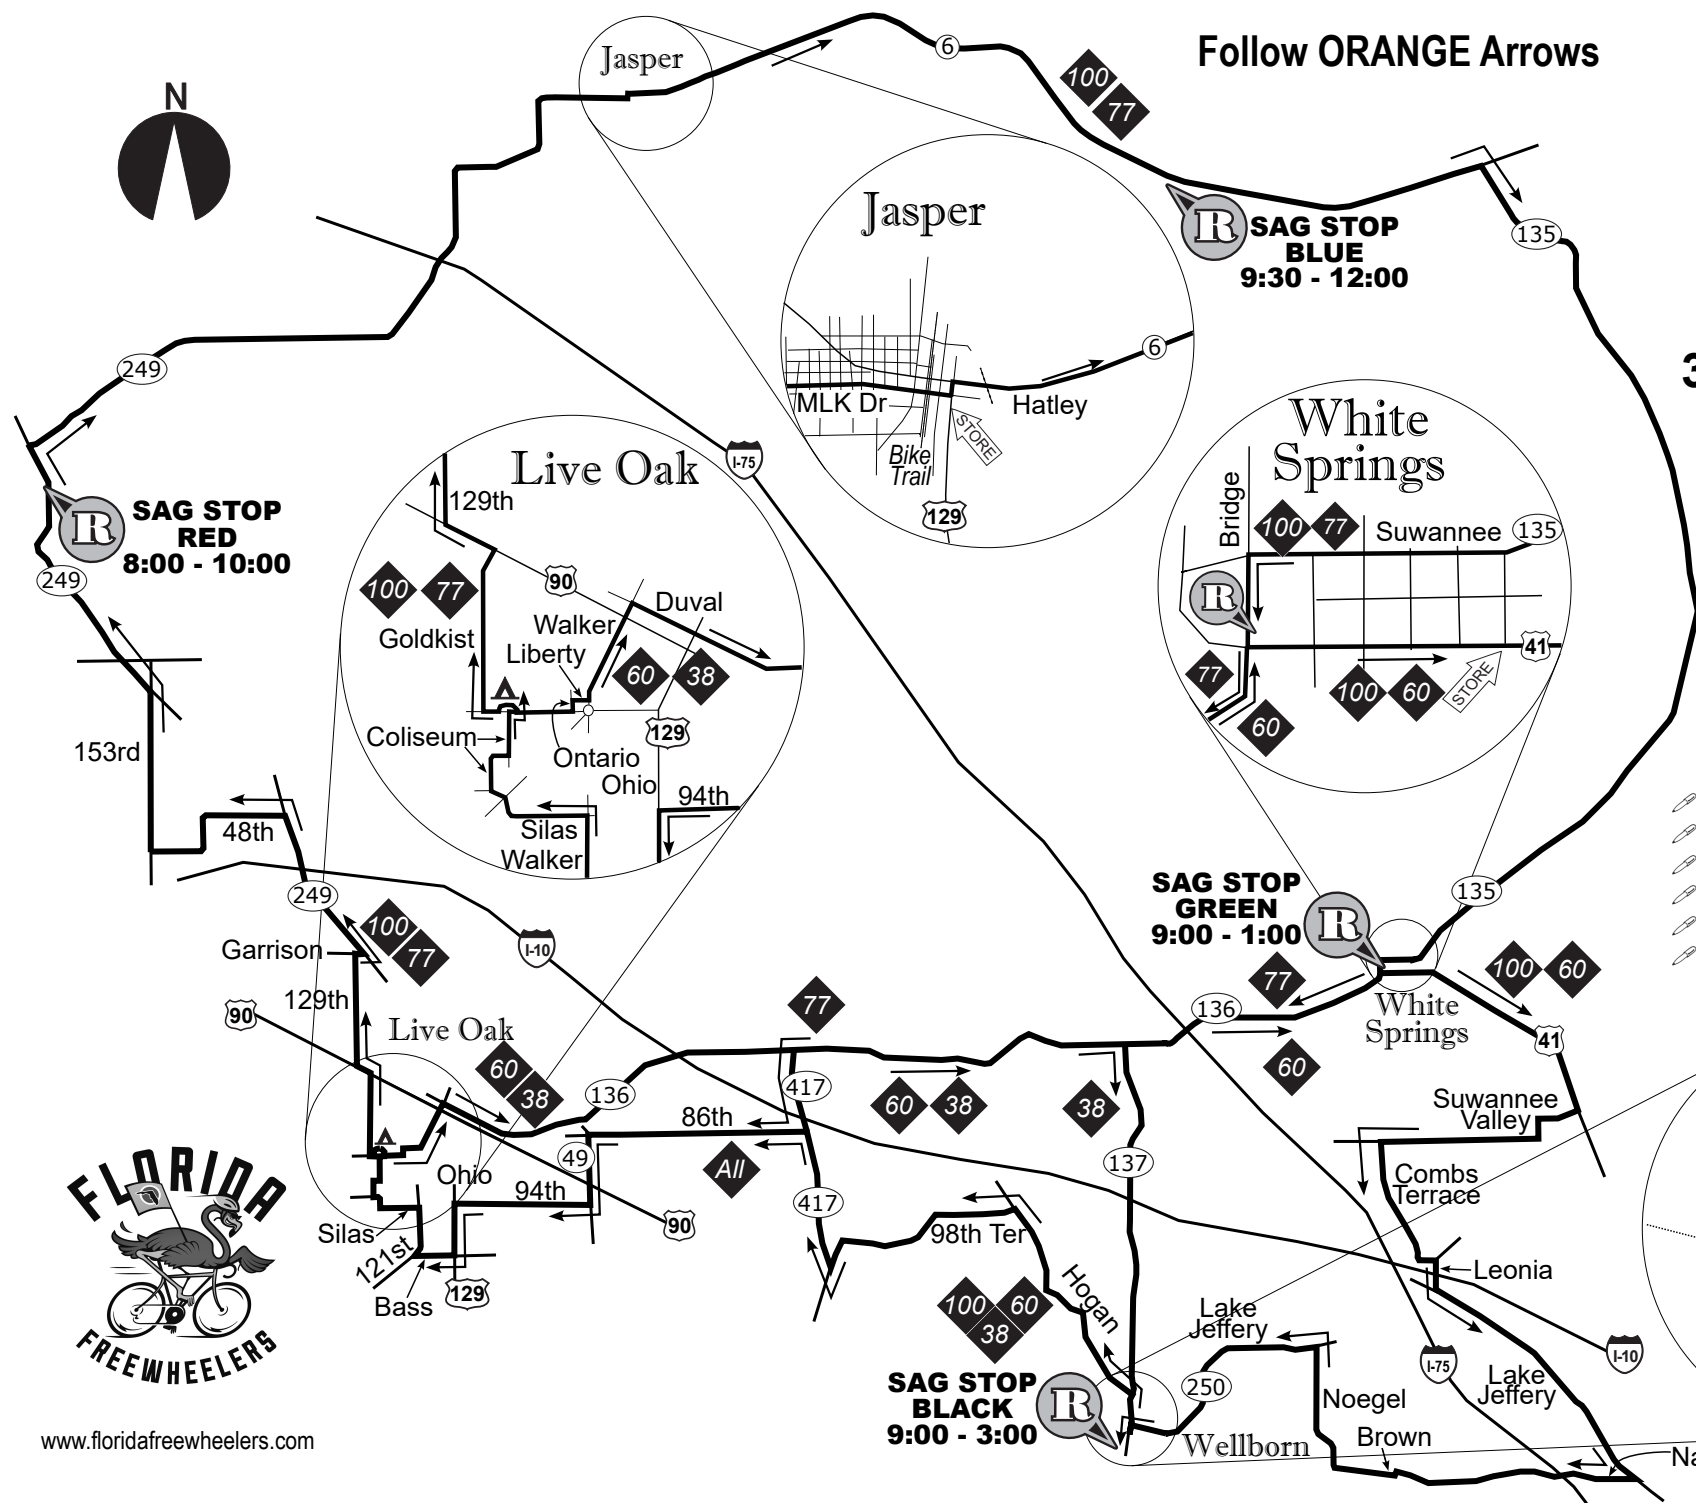 Follow ORANGE Arrows
N
Jasper
6
100
77
SAG STOP
BLUE
9:30 - 12:00
135
Jasper
6
MLK Dr
Hatley
STORE
Bike
Trail
129
249
SAG STOP
RED
8:00 - 10:00
249
153rd
48th
249
I-75
3
Live Oak
129th
100
77
90
Duval
Walker
Goldkist
Liberty
60
38
Coliseum
129
Ontario
Ohio
94th
Silas
Walker
White
Springs
Bridge
100
77
Suwannee
135
R
41
77
100
60
STORE
60
SAG STOP
GREEN
9:00 - 1:00
R
135
77
100
60
136
White
Springs
60
41
Garrison
100
77
I-10
129th
90
Live Oak
60
38
136
77
417
60
38
38
86th
49
All
137
Ohio
94th
417
90
Silas
121st
Bass
129
98th Ter
Hogan
100
60
38
SAG STOP
BLACK
9:00 - 3:00
R
Suwannee
Valley
Combs
Terrace
Leonia
Lake
Jeffery
250
Noegel
I-75
Lake
Jeffery
I-10
Wellborn
Brown
Na
R
R
FLORIDA
FREEWHEELERS
www.floridafreewheelers.com